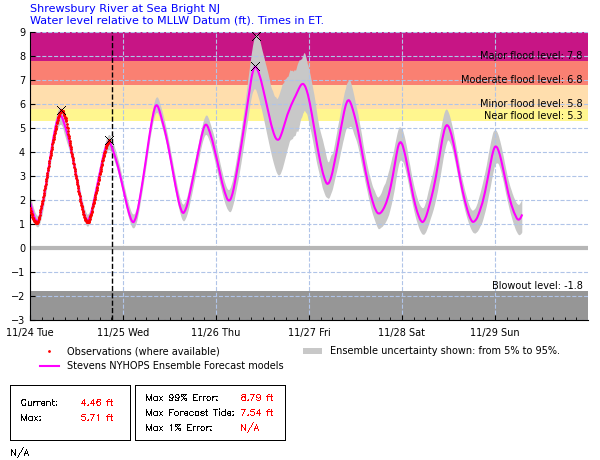 Shrewsbury River at Sea Bright NJ
Water level relative to MLLW Datum (ft). Times in ET.
9
8
7
6
5
4
3
2
1
0
−1
−2
−3
Major flood level: 7.8
Moderate flood level: 6.8
Minor flood level: 5.8
Near flood level: 5.3
Blowout level: -1.8
11/24 Tue 11/25 Wed 11/26 Thu 11/27 Fri 11/28 Sat 11/29 Sun
Observations (where available) Ensemble uncertainty shown: from 5% to 95%.
Stevens NYHOPS Ensemble Forecast models
Current: 4.46 ft
Max: 5.71 ft
Max 99% Error: 8.79 ft
Max Forecast Tide: 7.54 ft
Max 1% Error: N/A
N/A